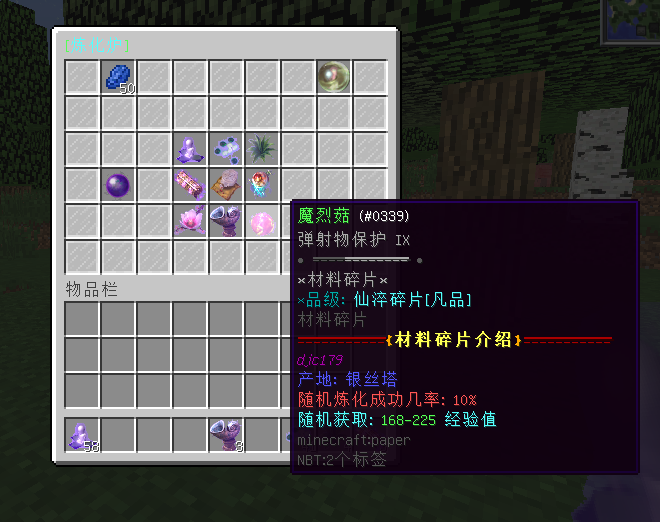 50
魔烈菇 (#0339)
弹射物保护 IX
×材料碎片×
×品级: 仙淬碎片[凡品]
材料碎片
{材料碎片介绍}
djc179
产地: 银丝塔
随机炼化成功几率: 10%
随机获取: 168-225 经验值
minecraft:paper
NBT:2个标签
物品栏
58
3